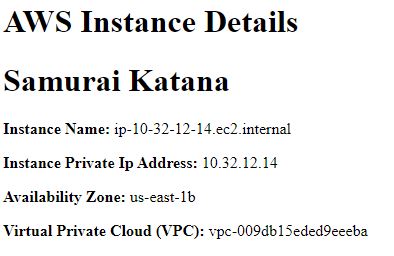 AWS Instance Details
Samurai Katana
Instance Name: ip-10-32-12-14.ec2.internal
Instance Private Ip Address: 10.32.12.14
Availability Zone: us-east-1b
Virtual Private Cloud (VPC): vpc-009db15eded9eeeba